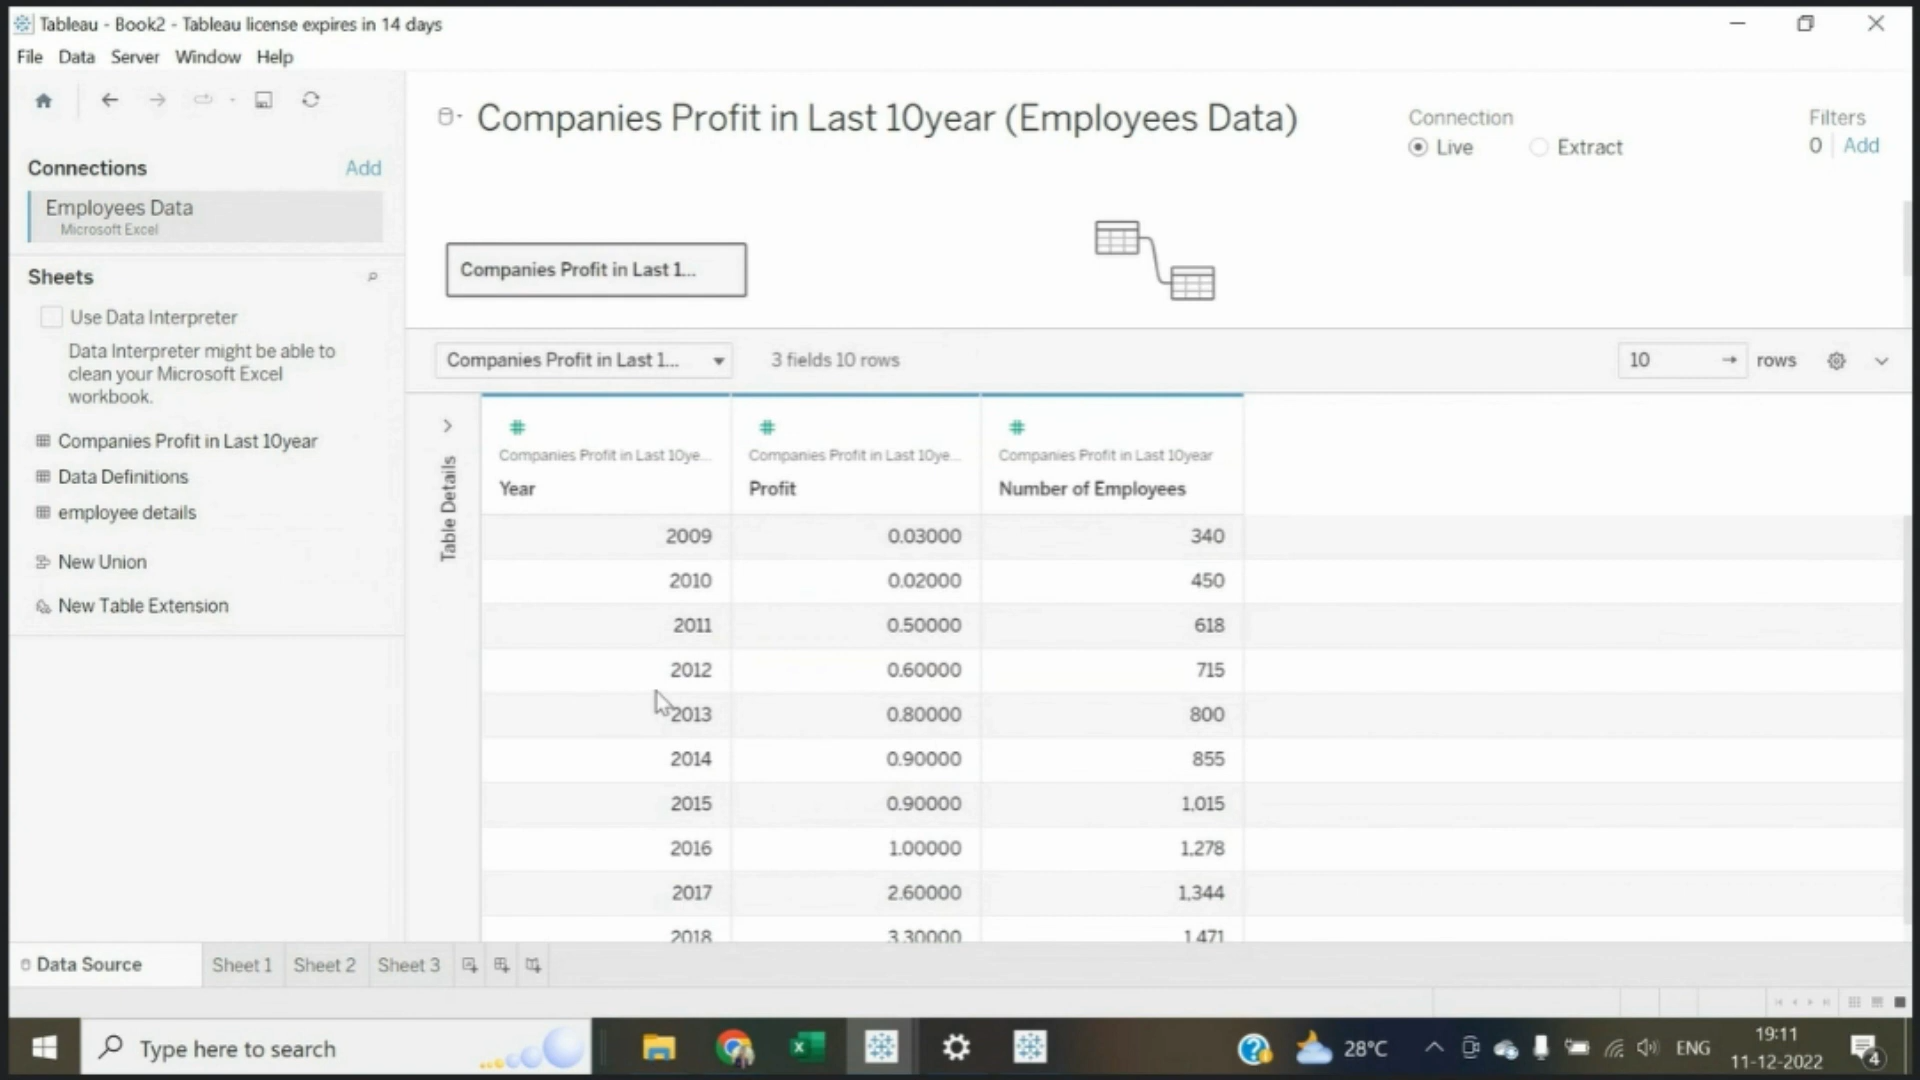 Tableau - Book2 - Tableau license expires in 14 days
File Data Server Window Help
Connections Add
Employees Data
Microsoft Excel
Sheets
Use Data Interpreter
Data Interpreter might be able to
clean your Microsoft Excel
workbook.
Companies Profit in Last 10year
Data Definitions
employee details
New Union
New Table Extension
Companies Profit in Last 10year (Employees Data)
Connection
Live Extract
Filters
0 Add
Companies Profit in Last 1...
Companies Profit in Last 1... 3 fields 10 rows 10 rows
Table Details
# # #
Companies Profit in Last 10ye... Companies Profit in Last 10ye... Companies Profit in Last 10year
Year Profit Number of Employees
2009 0.03000 340
2010 0.02000 450
2011 0.50000 618
2012 0.60000 715
2013 0.80000 800
2014 0.90000 855
2015 0.90000 1,015
2016 1.00000 1,278
2017 2.60000 1,344
2018 3.30000 1,471
Data Source Sheet 1 Sheet 2 Sheet 3
Type here to search
28°C ENG
19:11
11-12-2022
4